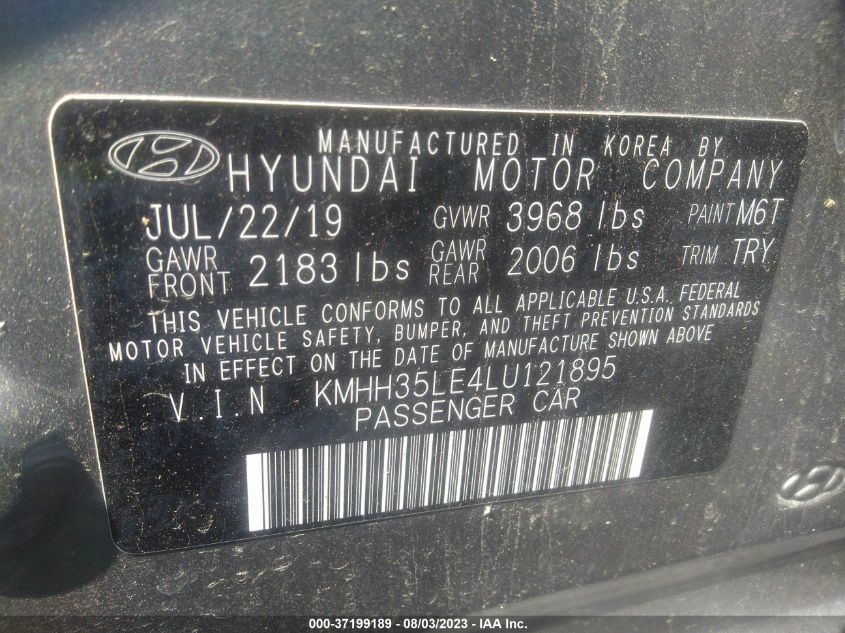 MANUFACTURED IN KOREA BY
HYUNDAI MOTOR COMPANY
JUL/22/19 GVWR 3968 lbs PAINT M6T
GAWR FRONT 2183 lbs GAWR REAR 2006 lbs TRIM TRY
THIS VEHICLE CONFORMS TO ALL APPLICABLE U.S.A. FEDERAL
MOTOR VEHICLE SAFETY, BUMPER, AND THEFT PREVENTION STANDARDS
IN EFFECT ON THE DATE OF MANUFACTURE SHOWN ABOVE
V.I.N KMHH35LE4LU121895
PASSENGER CAR
000-37199189 - 08/03/2023 - IAA Inc.